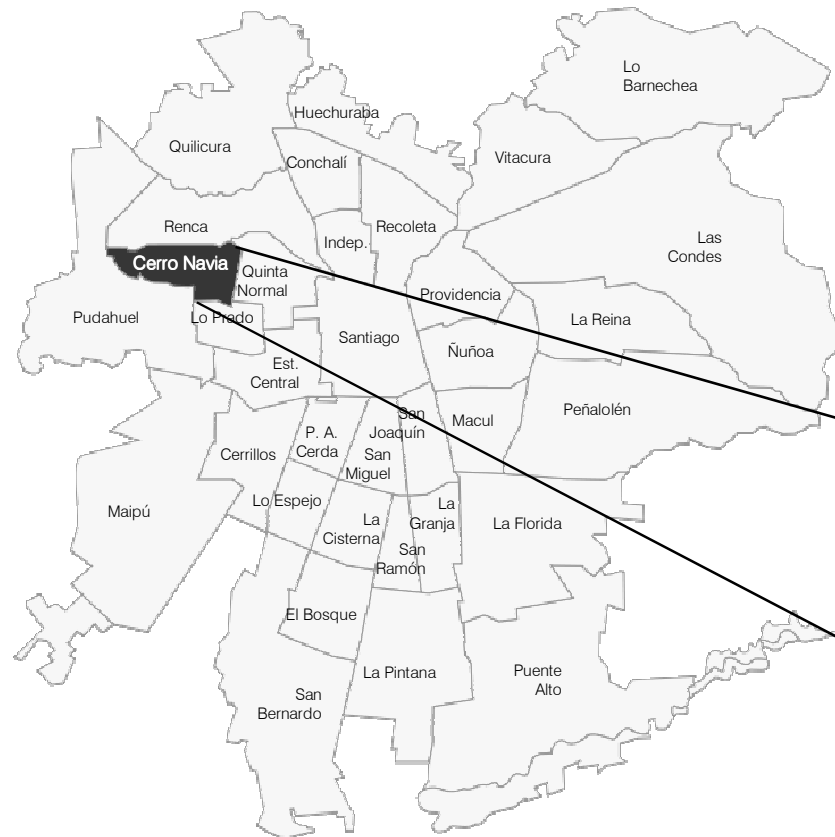 Lo
Barnechea
Huechuraba
Quilicura
Conchalí
Vitacura
Renca
Indep.
Recoleta
Las
Condes
Cerro Navia
Quinta
Normal
Providencia
Pudahuel
Lo Prado
Santiago
La Reina
Ñuñoa
Est.
Central
Peñalolén
Macul
San
Joaquín
P. A.
Cerda
Cerrillos
San
Miguel
Lo Espejo
Maipú
La
Cisterna
La
Granja
La Florida
San
Ramón
El Bosque
La Pintana
Puente
Alto
San
Bernardo